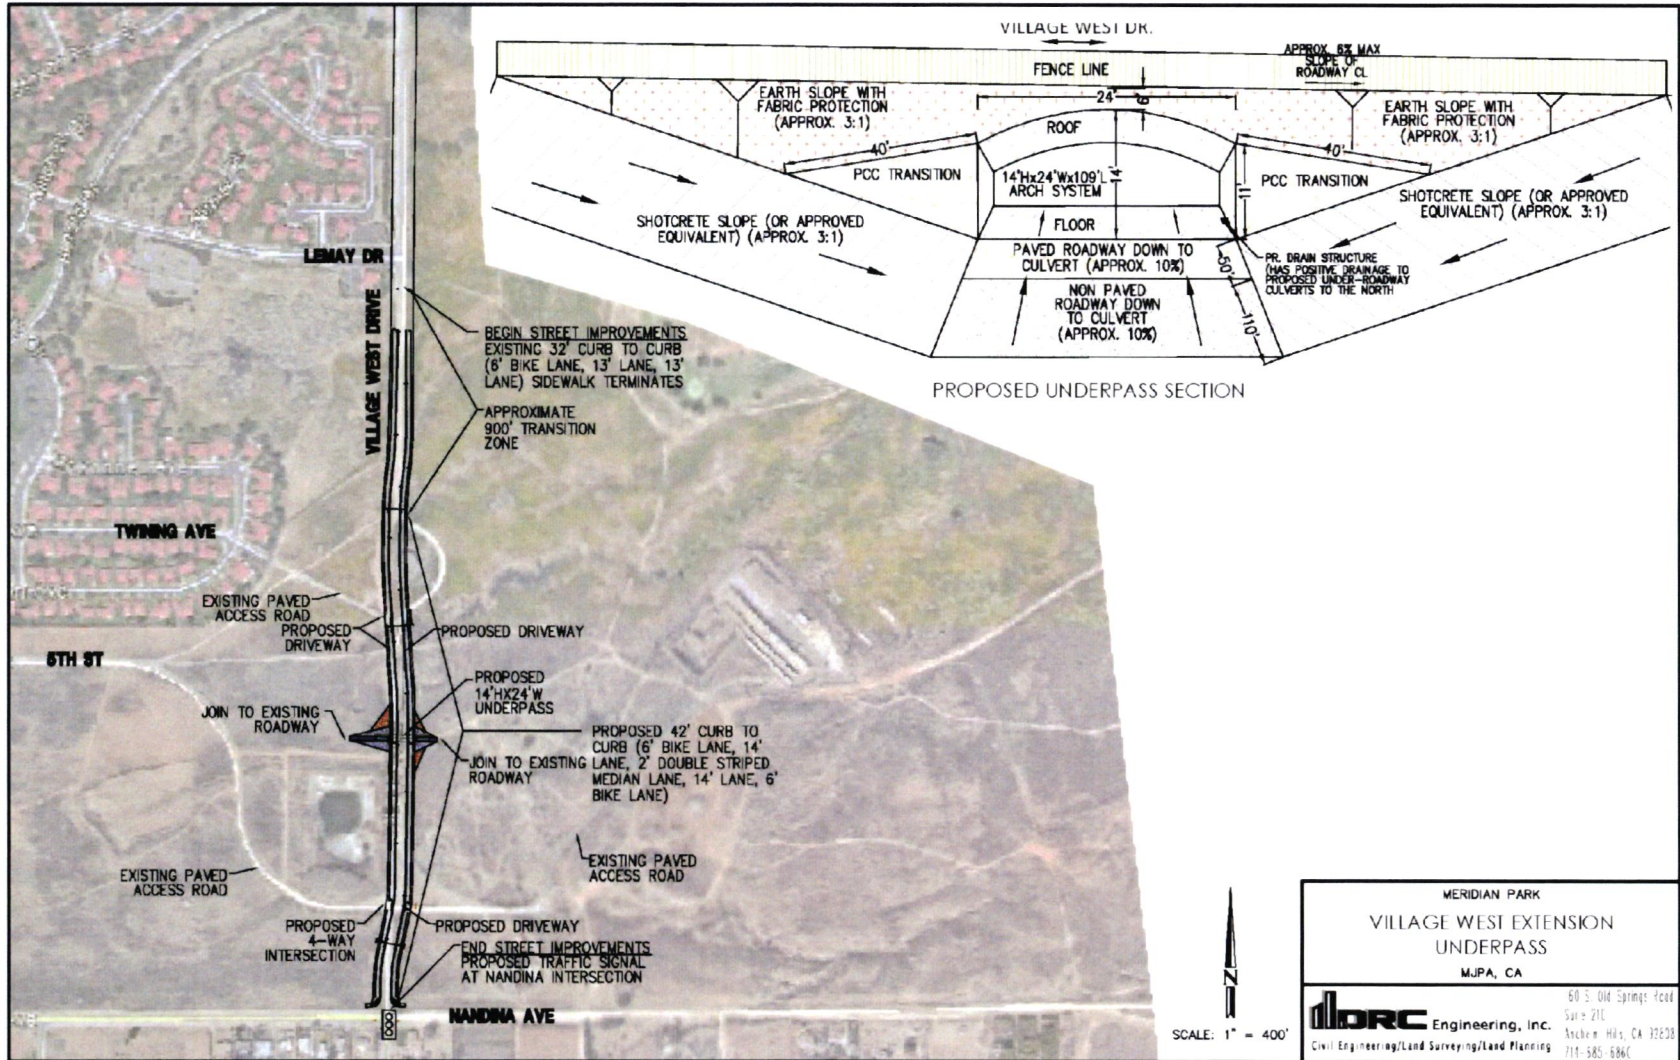 VILLAGE WEST DR.
FENCE LINE
APPROX. 6% MAX
SLOPE OF
ROADWAY CL
EARTH SLOPE WITH
FABRIC PROTECTION
(APPROX. 3:1)
24'
6'
EARTH SLOPE WITH
FABRIC PROTECTION
(APPROX. 3:1)
ROOF
40'
40'
PCC TRANSITION
14'Hx24'Wx109'L
ARCH SYSTEM
14'
11'
PCC TRANSITION
SHOTCRETE SLOPE (OR APPROVED
EQUIVALENT) (APPROX. 3:1)
SHOTCRETE SLOPE (OR APPROVED
EQUIVALENT) (APPROX. 3:1)
FLOOR
PAVED ROADWAY DOWN TO
CULVERT (APPROX. 10%)
PR. DRAIN STRUCTURE
(HAS POSITIVE DRAINAGE TO
PROPOSED UNDER-ROADWAY
CULVERTS TO THE NORTH
NON PAVED
ROADWAY DOWN
TO CULVERT
(APPROX. 10%)
110'
PROPOSED UNDERPASS SECTION
LEMAY DR
VILLAGE WEST DRIVE
BEGIN STREET IMPROVEMENTS
EXISTING 32' CURB TO CURB
(6' BIKE LANE, 13' LANE, 13'
LANE) SIDEWALK TERMINATES
APPROXIMATE
900' TRANSITION
ZONE
TWINING AVE
EXISTING PAVED
ACCESS ROAD
PROPOSED
DRIVEWAY
PROPOSED DRIVEWAY
5TH ST
PROPOSED
14'HX24'W
UNDERPASS
JOIN TO EXISTING
ROADWAY
JOIN TO EXISTING
ROADWAY
PROPOSED 42' CURB TO
CURB (6' BIKE LANE, 14'
LANE, 2' DOUBLE STRIPED
MEDIAN LANE, 14' LANE, 6'
BIKE LANE)
EXISTING PAVED
ACCESS ROAD
EXISTING PAVED
ACCESS ROAD
PROPOSED
4-WAY
INTERSECTION
PROPOSED DRIVEWAY
END STREET IMPROVEMENTS
PROPOSED TRAFFIC SIGNAL
AT NANDINA INTERSECTION
NANDINA AVE
N
SCALE: 1" = 400'
MERIDIAN PARK
VILLAGE WEST EXTENSION
UNDERPASS
MJPA, CA
DRC Engineering, Inc.
Civil Engineering/Land Surveying/Land Planning
Old Springs Road
Hills, CA